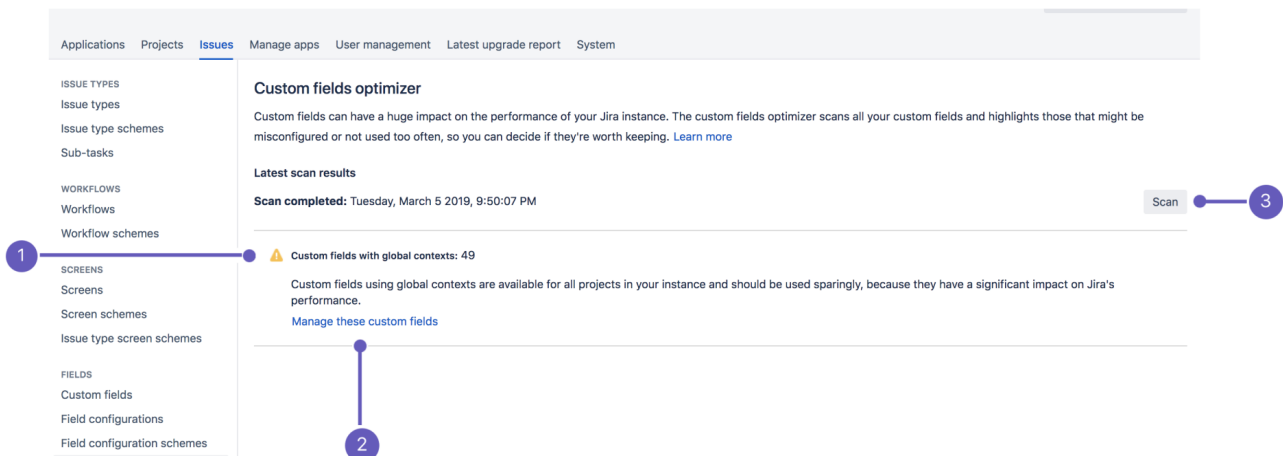 Applications Projects Issues Manage apps User management Latest upgrade report System
ISSUE TYPES
Issue types
Issue type schemes
Sub-tasks
WORKFLOWS
Workflows
Workflow schemes
SCREENS
Screens
Screen schemes
Issue type screen schemes
FIELDS
Custom fields
Field configurations
Field configuration schemes
Custom fields optimizer
Custom fields can have a huge impact on the performance of your Jira instance. The custom fields optimizer scans all your custom fields and highlights those that might be
misconfigured or not used too often, so you can decide if they're worth keeping. Learn more
Latest scan results
Scan completed: Tuesday, March 5 2019, 9:50:07 PM
Scan
3
1
Custom fields with global contexts: 49
Custom fields using global contexts are available for all projects in your instance and should be used sparingly, because they have a significant impact on Jira's
performance.
Manage these custom fields
2